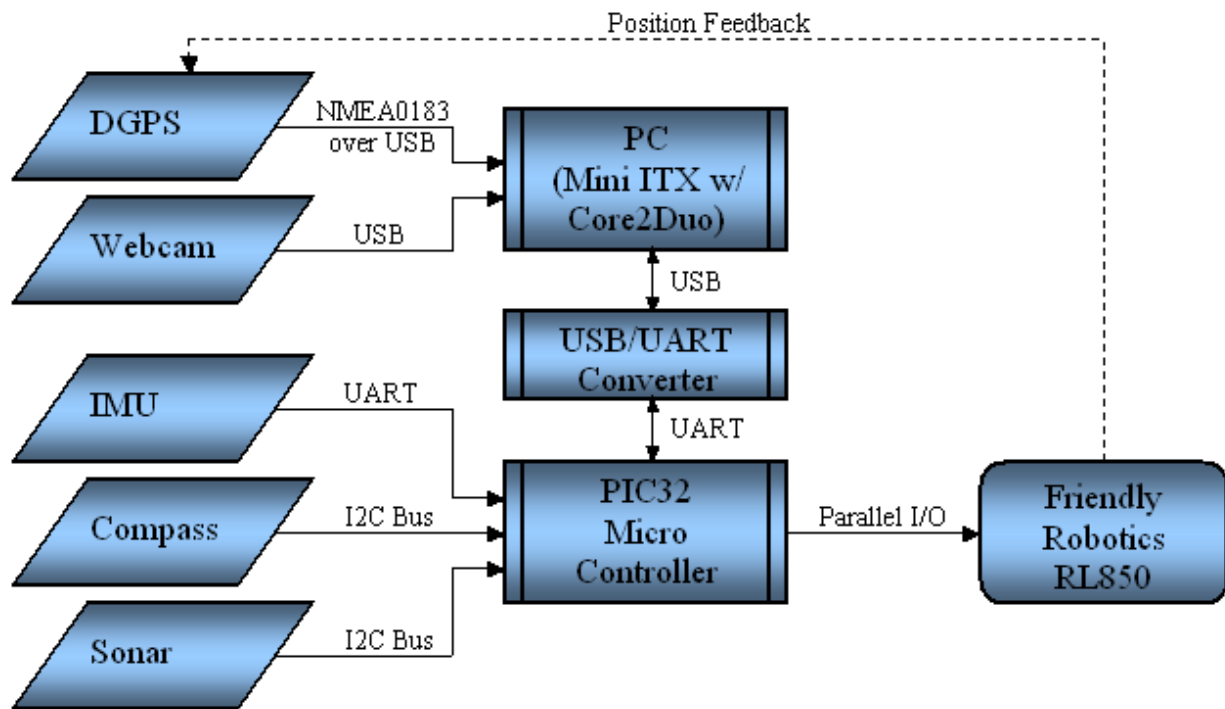 Position Feedback
DGPS
NMEA0183
over USB
PC
(Mini ITX w/
Core2Duo)
Webcam
USB
USB
USB/UART
Converter
IMU
UART
UART
PIC32
Micro
Controller
Compass
I2C Bus
Parallel I/O
Friendly
Robotics
RL850
Sonar
I2C Bus